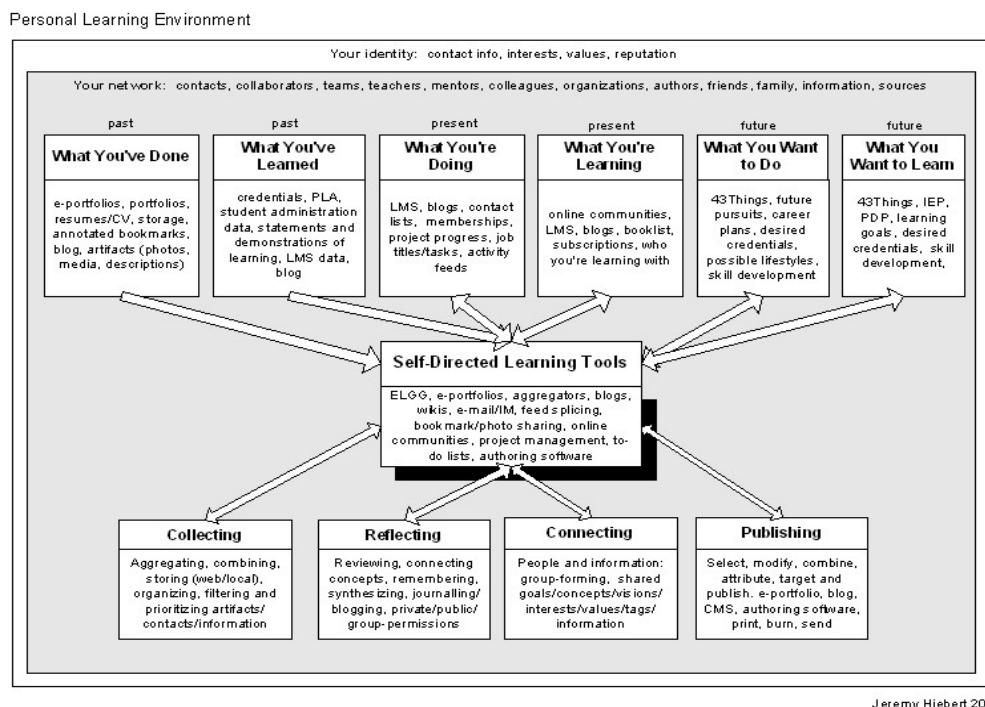 Personal Learning Environment
Your identity: contact info, interests, values, reputation
Your network: contacts, collaborators, teams, teachers, mentors, colleagues, organizations, authors, friends, family, information, sources
past
What You've Done
e-portfolios, portfolios,
resumes/CV, storage,
annotated bookmarks,
blog, artifacts (photos,
media, descriptions)
past
What You've
Learned
credentials, PLA,
student administration
data, statements and
demonstrations of
learning, LMS data,
blog
present
What You're
Doing
LMS, blogs, contact
lists, memberships,
project progress, job
titles/tasks, activity
feeds
present
What You're
Learning
online communities,
LMS, blogs, booklist,
subscriptions, who
you're learning with
future
What You Want
to Do
43Things, future
pursuits, career
plans, desired
credentials,
possible lifestyles,
skill development
future
What You
Want to Learn
43Things, IEP,
PDP, learning
goals, desired
credentials, skill
development,
Self-Directed Learning Tools
ELGG, e-portfolios, aggregators, blogs,
wikis, e-mail/IM, feed splicing,
bookmark/photo sharing, online
communities, project management, to-
do lists, authoring software
Collecting
Aggregating, combining,
storing (web/local),
organizing, filtering and
prioritizing artifacts/
contacts/information
Reflecting
Reviewing, connecting
concepts, remembering,
synthesizing, journalling/
blogging, private/public/
group-permissions
Connecting
People and information:
group-forming, shared
goals/concepts/visions/
interests/values/tags/
information
Publishing
Select, modify, combine,
attribute, target and
publish. e-portfolio, blog,
CMS, authoring software,
print, burn, send
Jeremy Hiebert 20